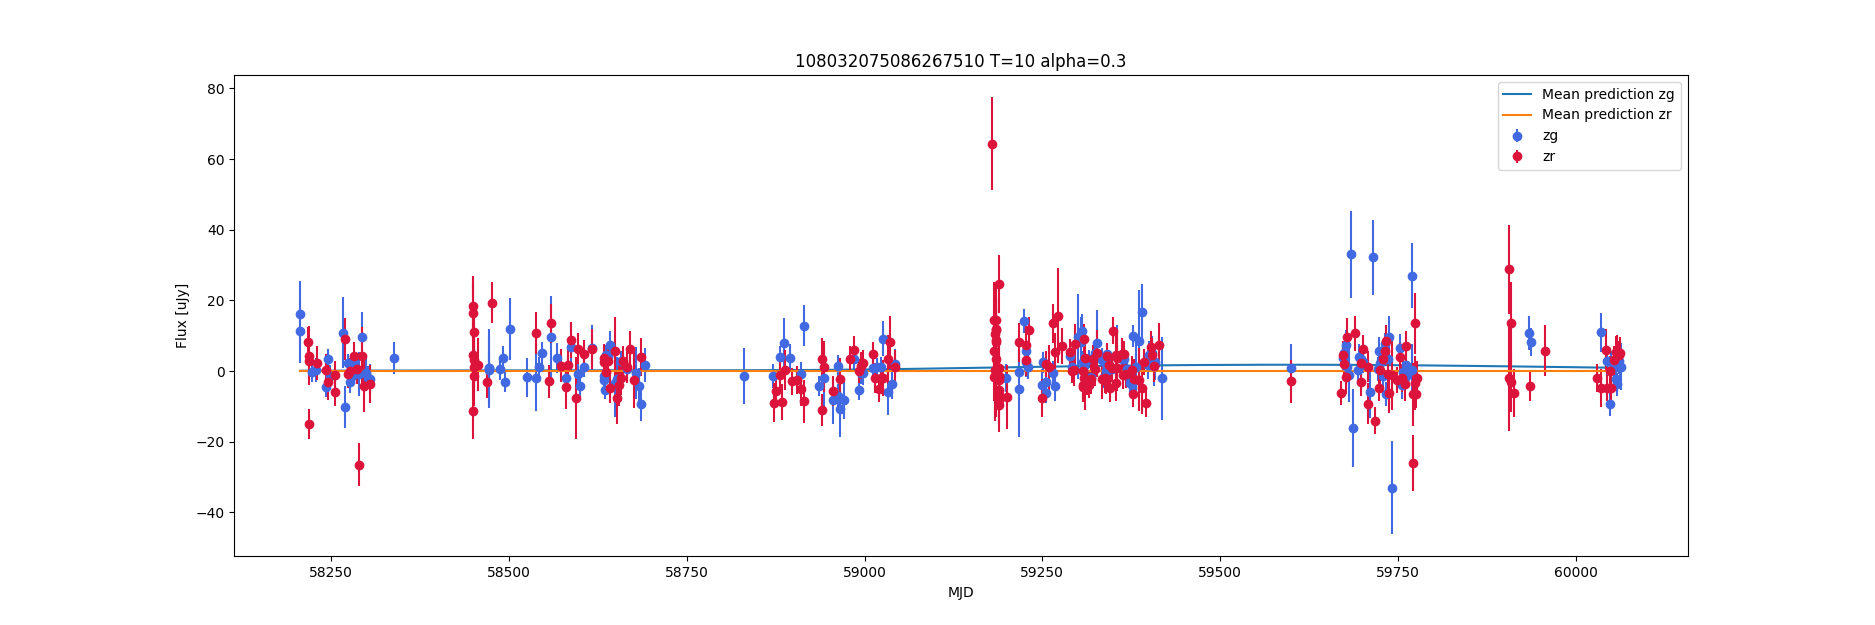 108032075086267510 T=10 alpha=0.3
80
60
40
20
0
−20
−40
Flux [uJy]
58250
58500
58750
59000
59250
59500
59750
60000
MJD
Mean prediction zg
Mean prediction zr
zg
zr